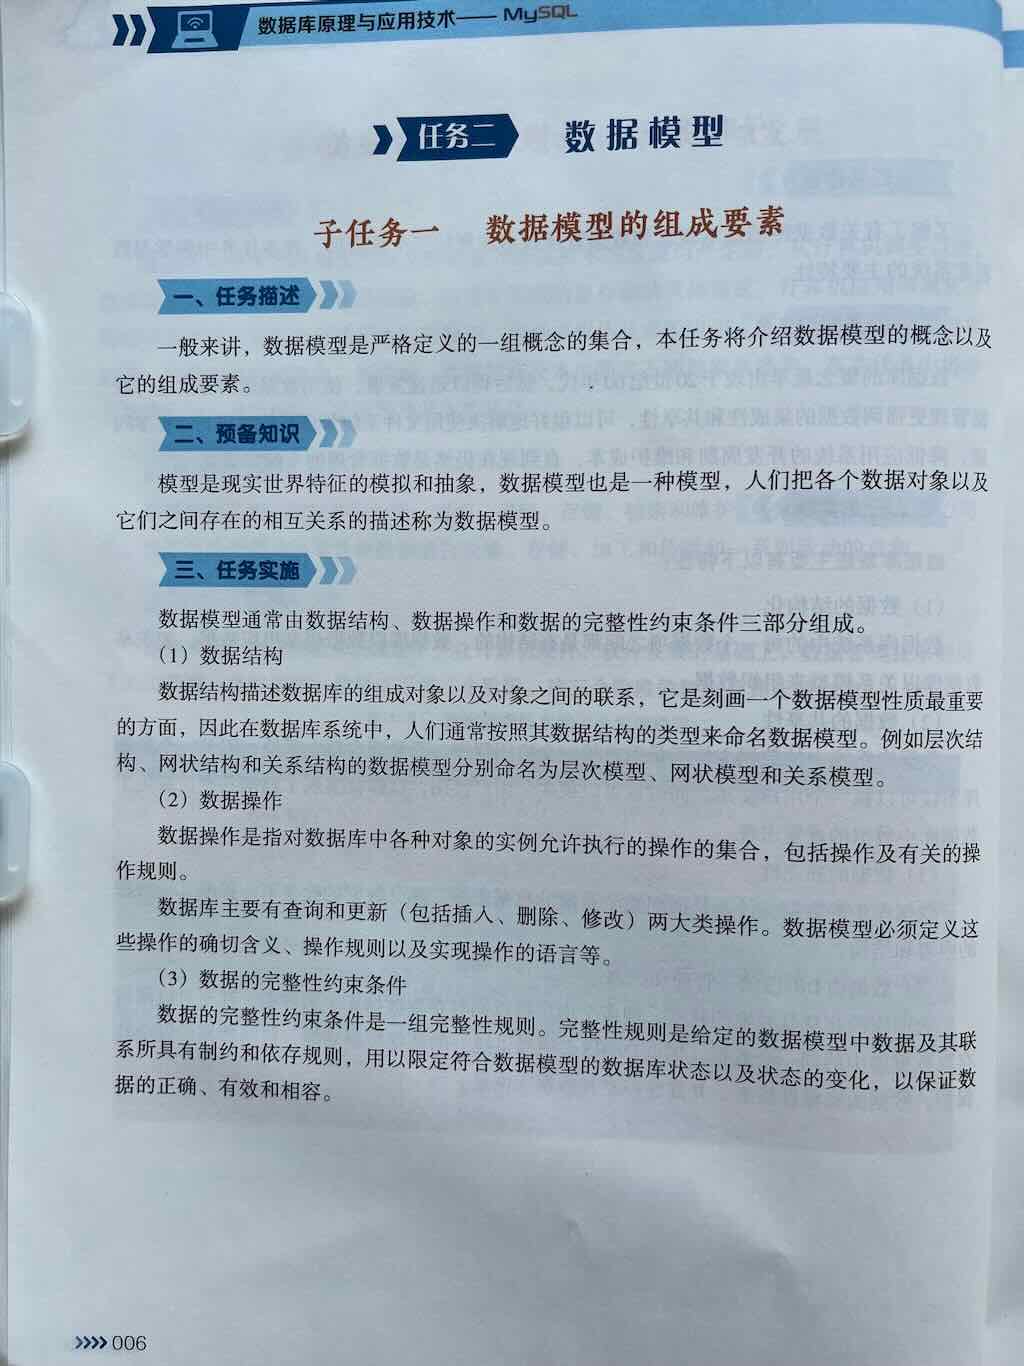 数据库原理与应用技术—— MySQL
任务二 数据模型
子任务一 数据模型的组成要素
一、任务描述
一般来讲，数据模型是严格定义的一组概念的集合，本任务将介绍数据模型的概念以及
它的组成要素。
二、预备知识
模型是现实世界特征的模拟和抽象，数据模型也是一种模型，人们把各个数据对象以及
它们之间存在的相互关系的描述称为数据模型。
三、任务实施
数据模型通常由数据结构、数据操作和数据的完整性约束条件三部分组成。
（1）数据结构
数据结构描述数据库的组成对象以及对象之间的联系，它是刻画一个数据模型性质最重要
的方面，因此在数据库系统中，人们通常按照其数据结构的类型来命名数据模型。例如层次结
构、网状结构和关系结构的数据模型分别命名为层次模型、网状模型和关系模型。
（2）数据操作
数据操作是指对数据库中各种对象的实例允许执行的操作的集合，包括操作及有关的操
作规则。
数据库主要有查询和更新（包括插入、删除、修改）两大类操作。数据模型必须定义这
些操作的确切含义、操作规则以及实现操作的语言等。
（3）数据的完整性约束条件
数据的完整性约束条件是一组完整性规则。完整性规则是给定的数据模型中数据及其联
系所具有制约和依存规则，用以限定符合数据模型的数据库状态以及状态的变化，以保证数
据的正确、有效和相容。
006